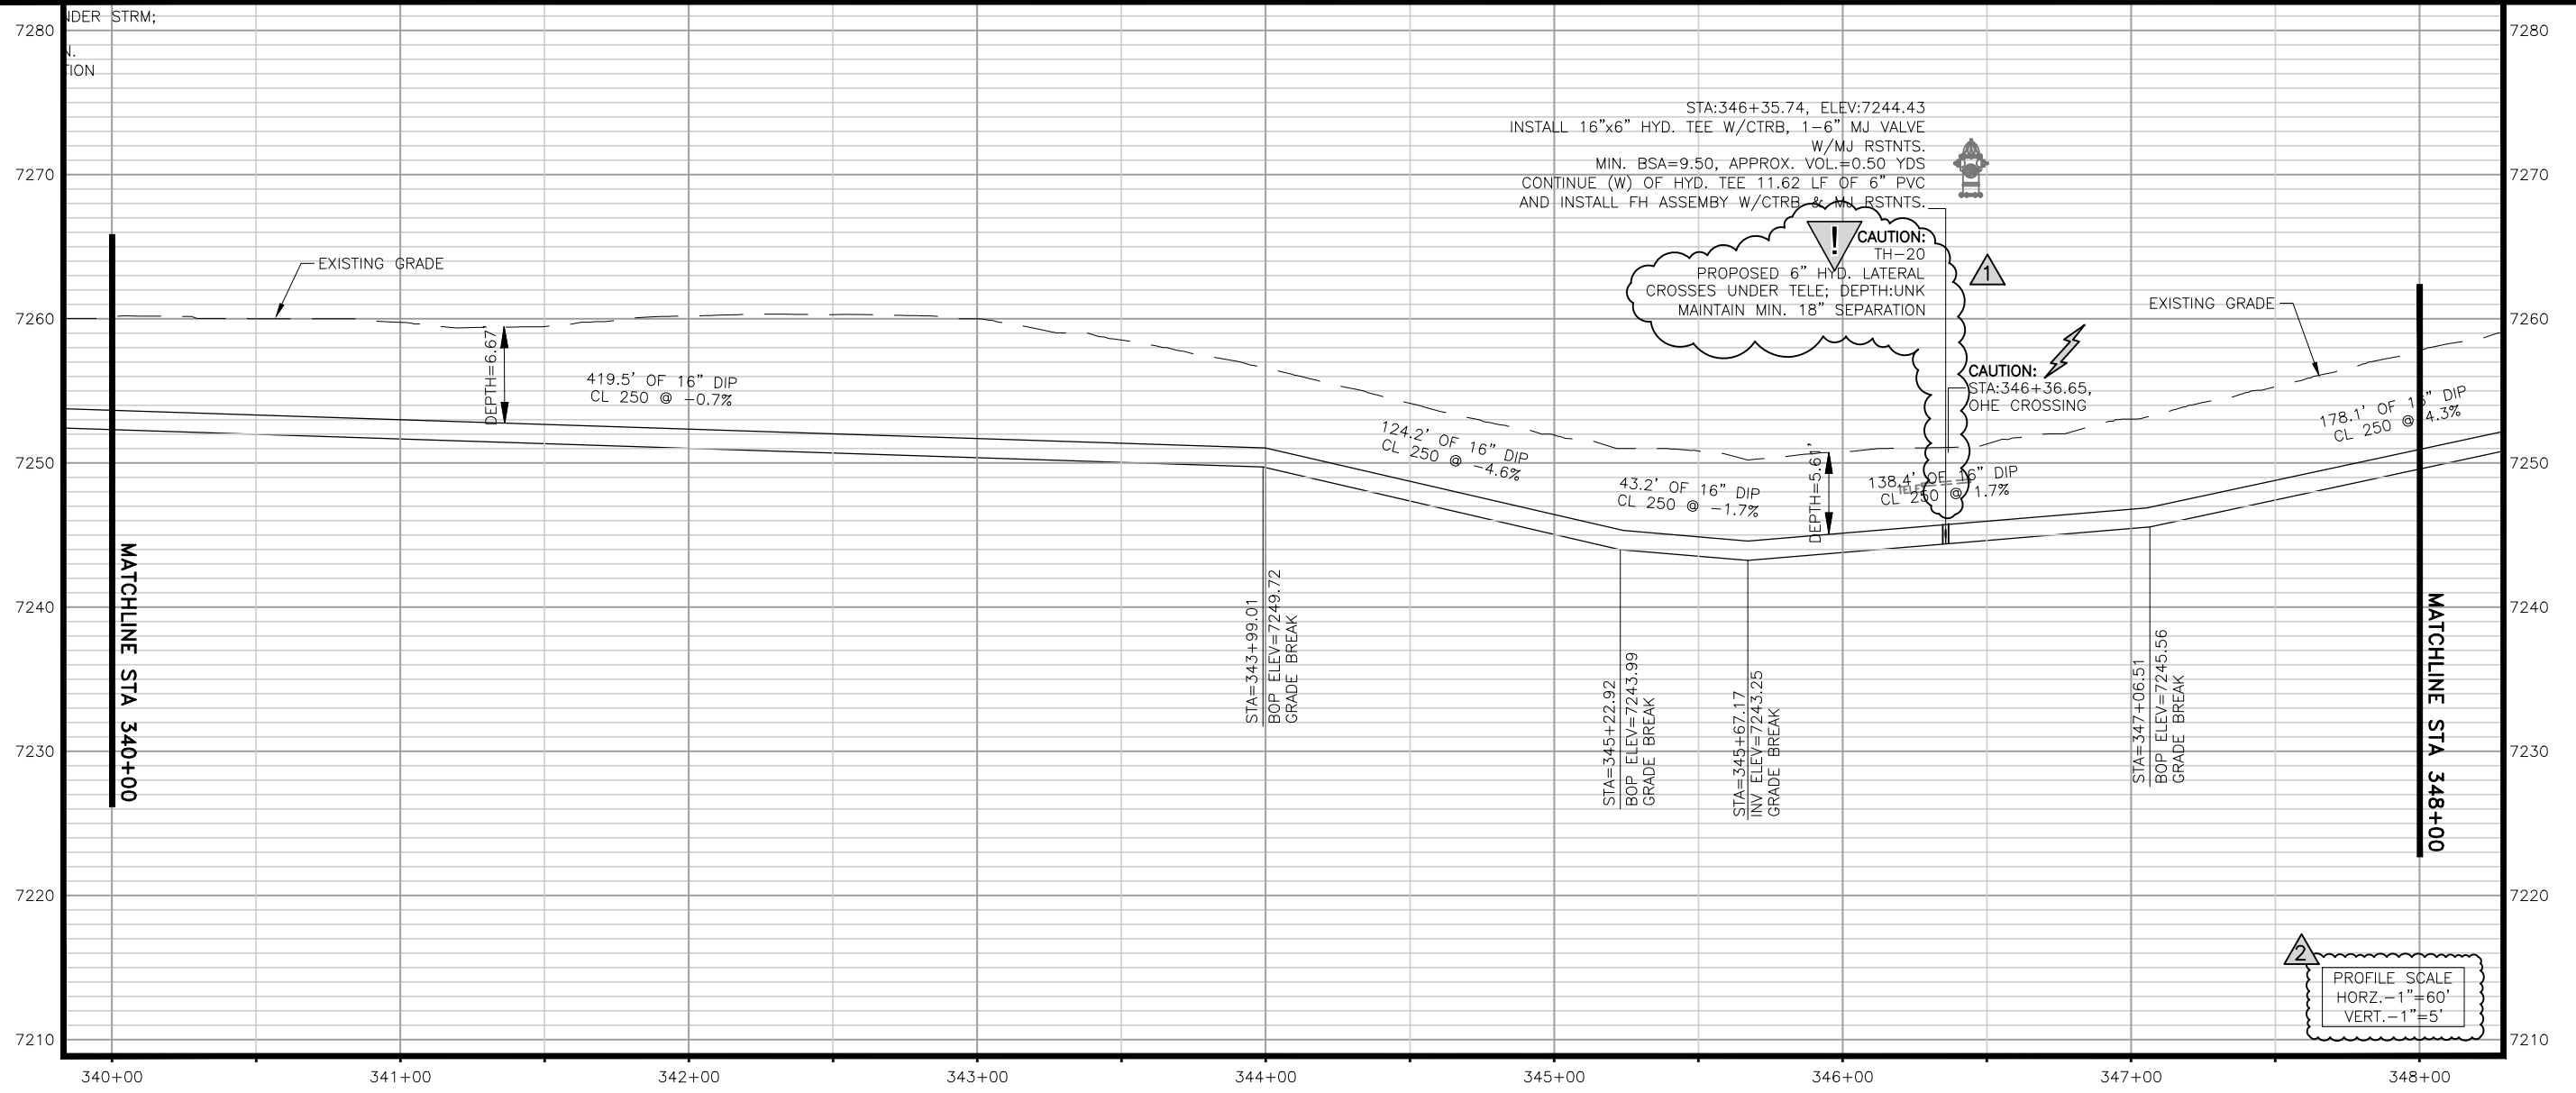 NDER STRM;
N.
TION
7280
7270
7260
7250
7240
7230
7220
7210
7280
7270
7260
7250
7240
7230
7220
7210
STA:346+35.74, ELEV:7244.43
INSTALL 16"x6" HYD. TEE W/CTRB, 1-6" MJ VALVE
W/MJ RSTNTS.
MIN. BSA=9.50, APPROX. VOL.=0.50 YDS
CONTINUE (W) OF HYD. TEE 11.62 LF OF 6" PVC
AND INSTALL FH ASSEMBY W/CTRB & MJ RSTNTS.
!
CAUTION:
TH-20
PROPOSED 6" HYD. LATERAL
CROSSES UNDER TELE; DEPTH:UNK
MAINTAIN MIN. 18" SEPARATION
1
EXISTING GRADE
EXISTING GRADE
CAUTION:
STA:346+36.65,
OHE CROSSING
DEPTH=6.67'
419.5' OF 16" DIP
CL 250 @ -0.7%
124.2' OF 16" DIP
CL 250 @ -4.6%
43.2' OF 16" DIP
CL 250 @ -1.7%
DEPTH=5.61'
138.4' OF 16" DIP
CL 250 @ 1.7%
TELE
178.1' OF 16" DIP
CL 250 @ 4.3%
MATCHLINE STA 340+00
STA=343+99.01
BOP ELEV=7249.72
GRADE BREAK
STA=345+22.92
BOP ELEV=7243.99
GRADE BREAK
STA=345+67.17
INV ELEV=7243.25
GRADE BREAK
STA=347+06.51
BOP ELEV=7245.56
GRADE BREAK
MATCHLINE STA 348+00
2
PROFILE SCALE
HORZ.-1"=60'
VERT.-1"=5'
340+00
341+00
342+00
343+00
344+00
345+00
346+00
347+00
348+00